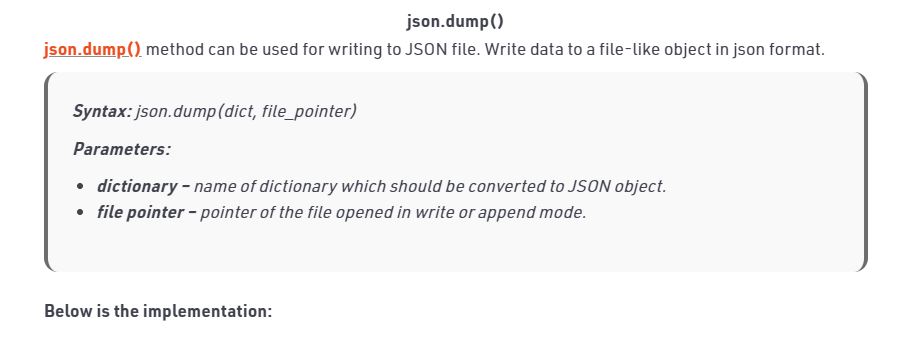 json.dump()
json.dump() method can be used for writing to JSON file. Write data to a file-like object in json format.
Syntax: json.dump(dict, file_pointer)
Parameters:
• dictionary – name of dictionary which should be converted to JSON object.
• file pointer – pointer of the file opened in write or append mode.
Below is the implementation: